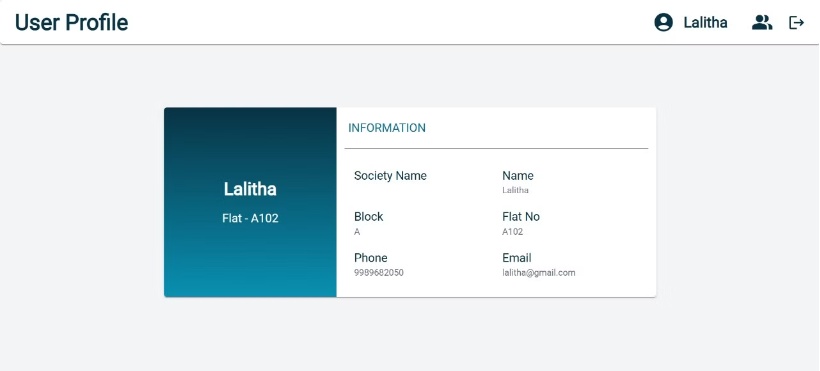 User Profile
Lalitha
Lalitha
Flat - A102
INFORMATION
Society Name
Name
Lalitha
Block
A
Flat No
A102
Phone
9989682050
Email
lalitha@gmail.com